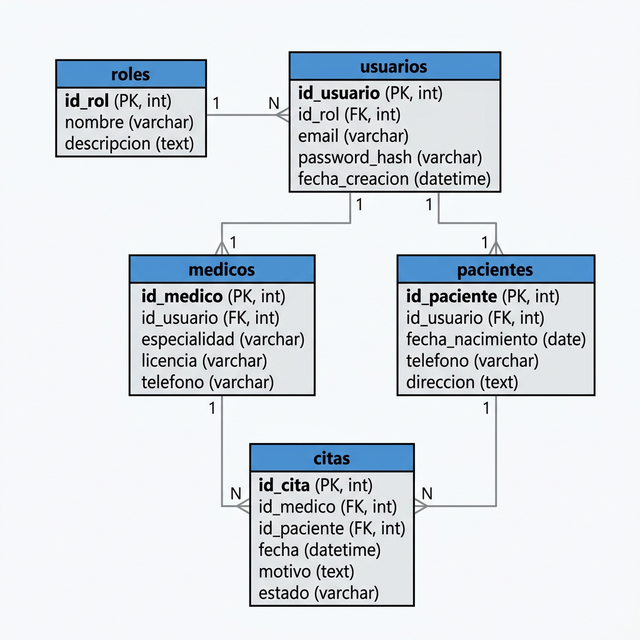 roles
id_rol (PK, int)
nombre (varchar)
descripcion (text)
1
N
usuarios
id_usuario (PK, int)
id_rol (FK, int)
email (varchar)
password_hash (varchar)
fecha_creacion (datetime)
1
1
1
1
medicos
id_medico (PK, int)
id_usuario (FK, int)
especialidad (varchar)
licencia (varchar)
telefono (varchar)
pacientes
id_paciente (PK, int)
id_usuario (FK, int)
fecha_nacimiento (date)
telefono (varchar)
direccion (text)
1
1
N
N
citas
id_cita (PK, int)
id_medico (FK, int)
id_paciente (FK, int)
fecha (datetime)
motivo (text)
estado (varchar)